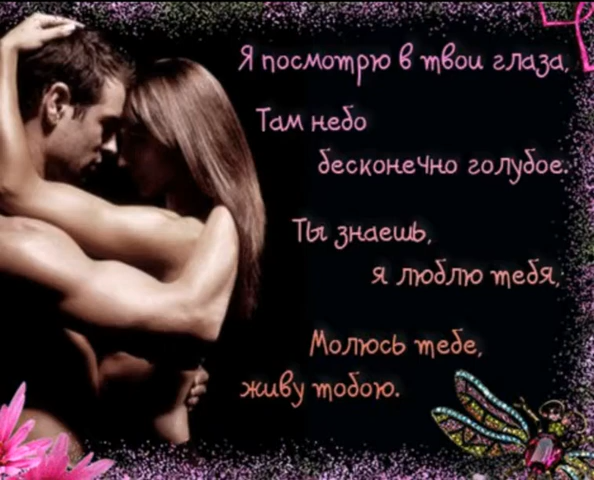 Я посмотрю в твои глаза,
Там небо
бесконечно голубое.
Ты знаешь,
я люблю тебя,
Молюсь тебе,
живу тобою.